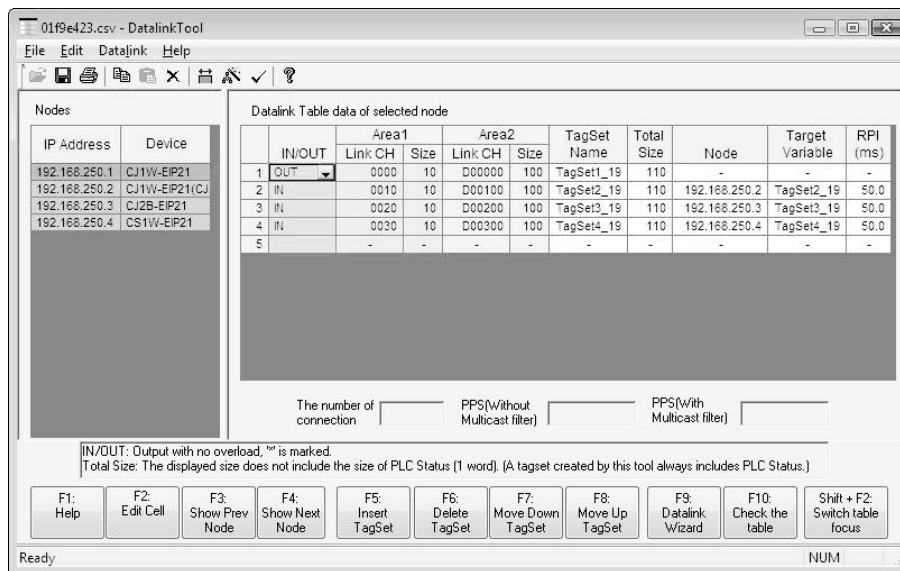 01f9e423.csv - DatalinkTool
File Edit Datalink Help
Nodes
IP Address Device
192.168.250.1 CJ1W-EIP21
192.168.250.2 CJ1W-EIP21(CJ
192.168.250.3 CJ2B-EIP21
192.168.250.4 CS1W-EIP21
Datalink Table data of selected node
IN/OUT Area1 Area2 TagSet Name Total Size Node Target Variable RPI (ms)
Link CH Size Link CH Size
1 OUT 0000 10 D00000 100 TagSet1_19 110 - - -
2 IN 0010 10 D00100 100 TagSet2_19 110 192.168.250.2 TagSet2_19 50.0
3 IN 0020 10 D00200 100 TagSet3_19 110 192.168.250.3 TagSet3_19 50.0
4 IN 0030 10 D00300 100 TagSet4_19 110 192.168.250.4 TagSet4_19 50.0
5 - - - - - - - - -
The number of connection
PPS(Without Multicast filter)
PPS(With Multicast filter)
IN/OUT: Output with no overload, '*' is marked.
Total Size: The displayed size does not include the size of PLC Status (1 word). (A tagset created by this tool always includes PLC Status.)
F1: Help
F2: Edit Cell
F3: Show Prev Node
F4: Show Next Node
F5: Insert TagSet
F6: Delete TagSet
F7: Move Down TagSet
F8: Move Up TagSet
F9: Datalink Wizard
F10: Check the table
Shift + F2: Switch table focus
Ready NUM